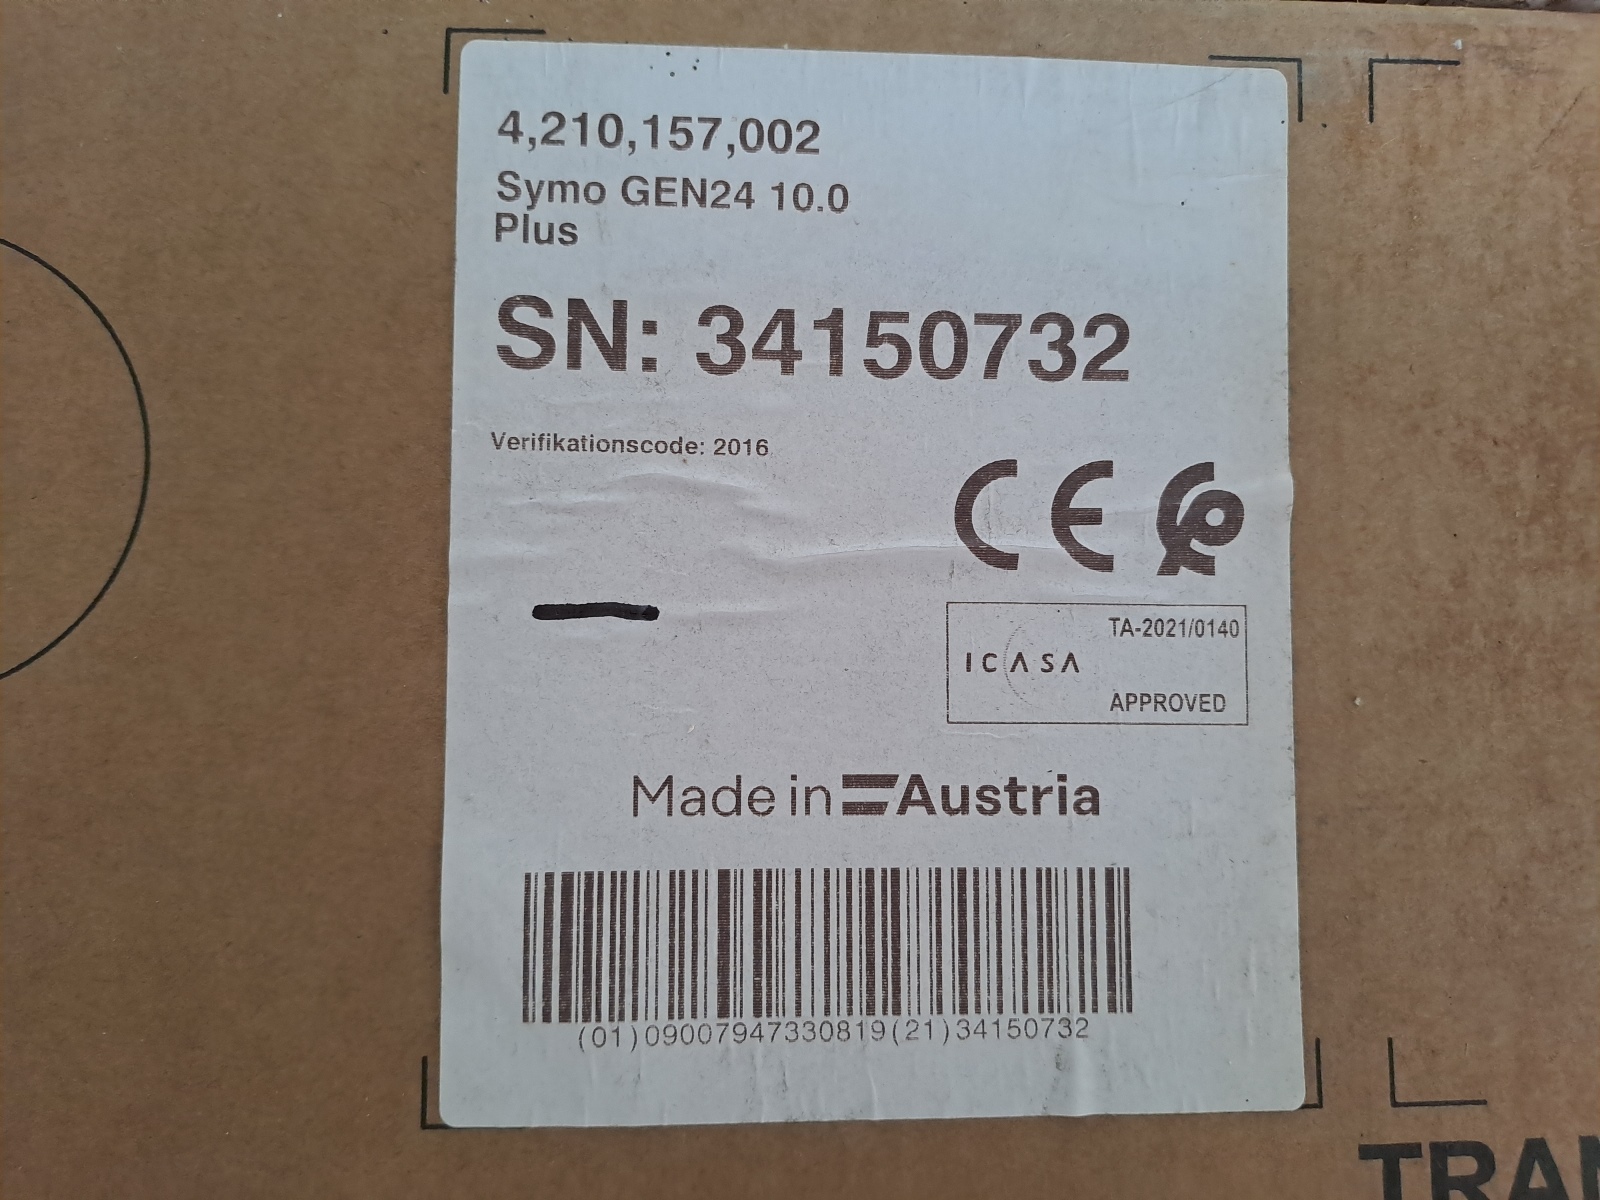 4,210,157,002
Symo GEN24 10.0
Plus
SN: 34150732
Verifikationscode: 2016
CE
TA-2021/0140
ICASA
APPROVED
Made in Austria
(01)09007947330819(21)34150732